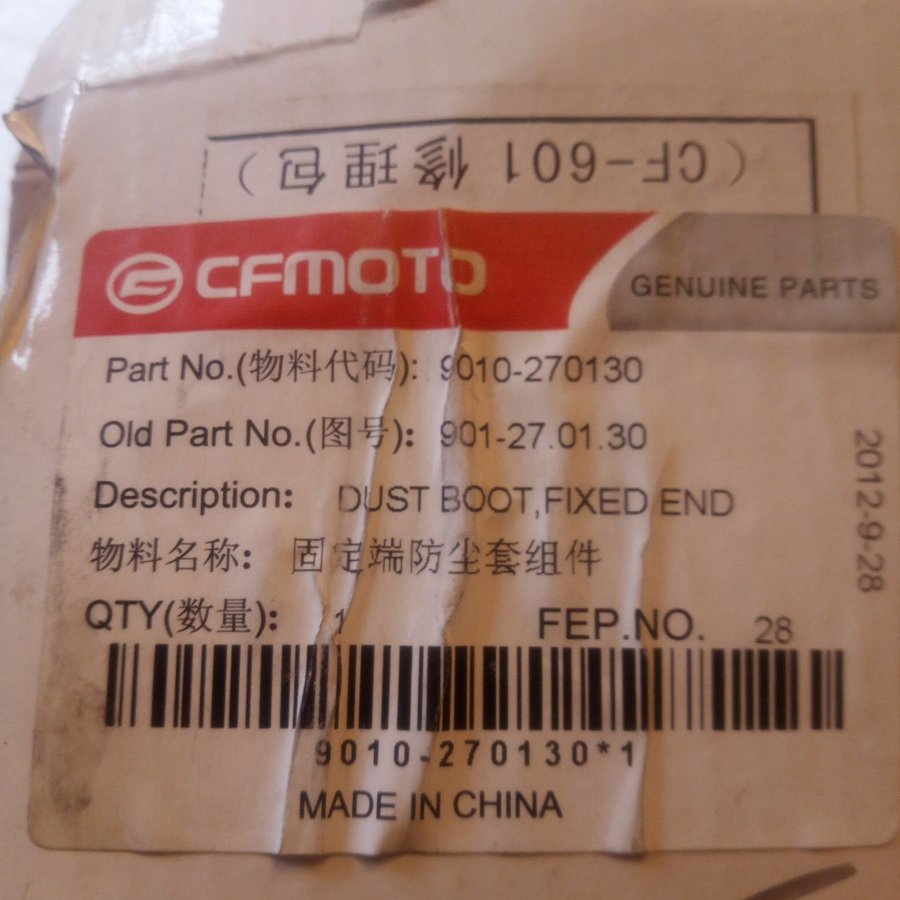 （CF-601 修理包）
CFMOTO
GENUINE PARTS
Part No.(物料代码): 9010-270130
Old Part No.(图号): 901-27.01.30
Description: DUST BOOT,FIXED END
物料名称: 固定端防尘套组件
QTY(数量): 1 FEP.NO. 28
2012-9-28
9010-270130*1
MADE IN CHINA